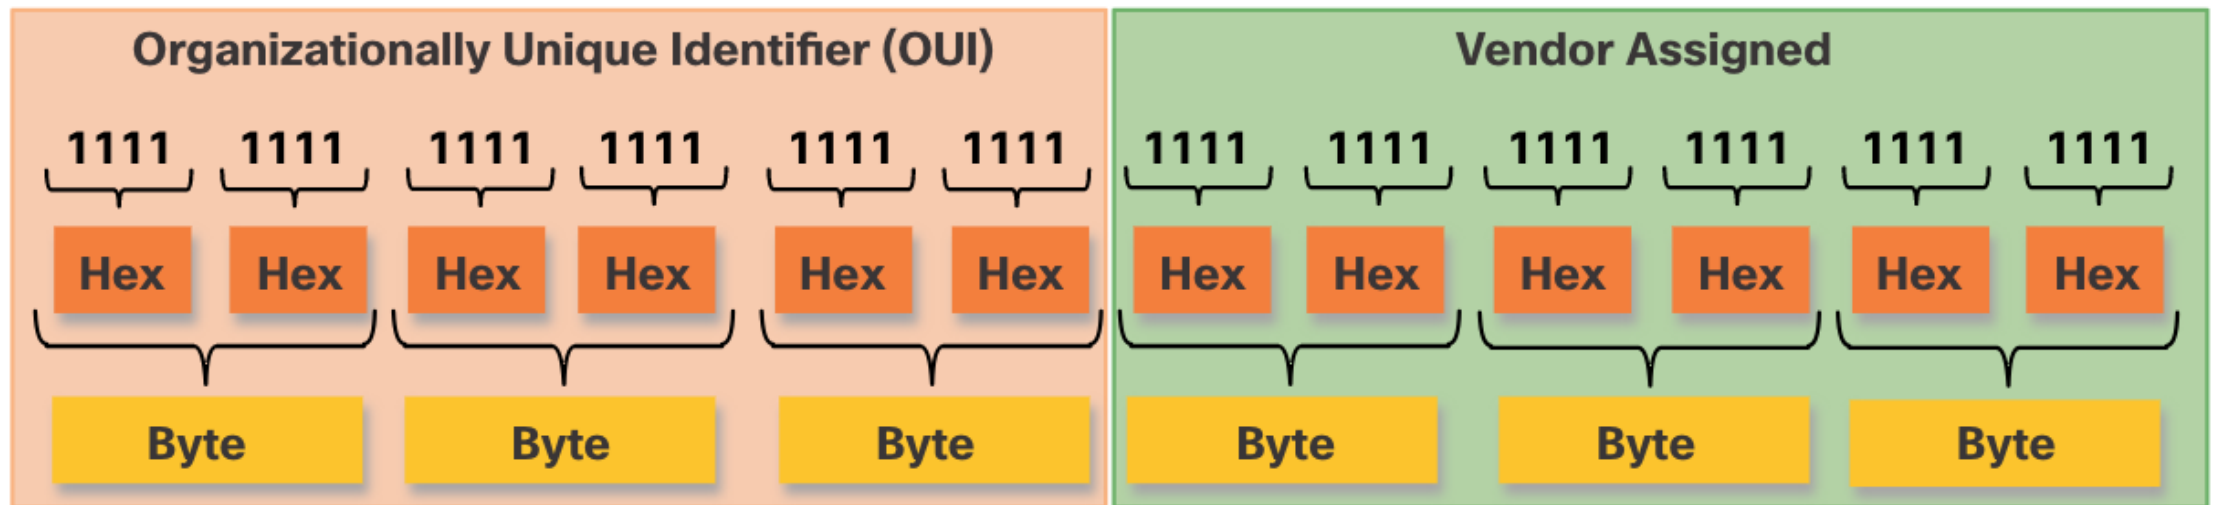 Organizationally Unique Identifier (OUI)
1111 1111 1111 1111 1111 1111
Hex Hex Hex Hex Hex Hex
Byte Byte Byte
Vendor Assigned
1111 1111 1111 1111 1111 1111
Hex Hex Hex Hex Hex Hex
Byte Byte Byte